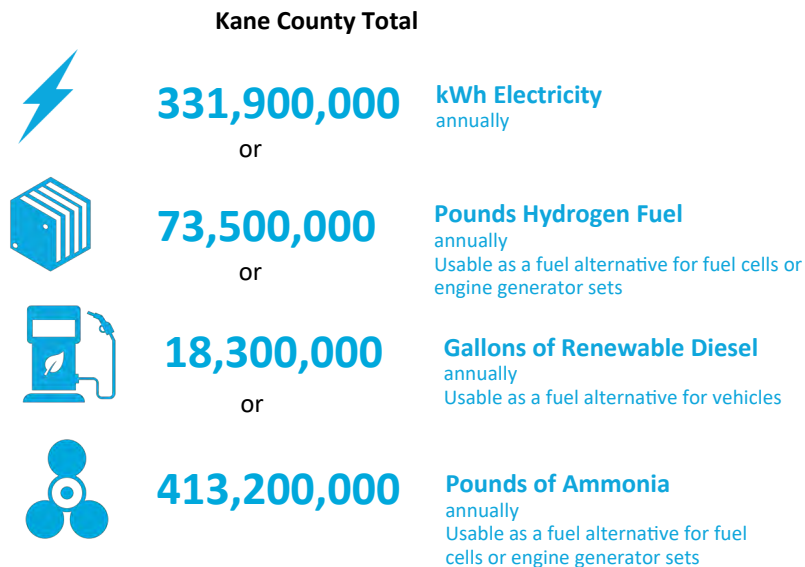 Kane County Total
331,900,000
kWh Electricity
annually
or
73,500,000
Pounds Hydrogen Fuel
annually
Usable as a fuel alternative for fuel cells or
engine generator sets
or
18,300,000
Gallons of Renewable Diesel
annually
Usable as a fuel alternative for vehicles
or
413,200,000
Pounds of Ammonia
annually
Usable as a fuel alternative for fuel
cells or engine generator sets